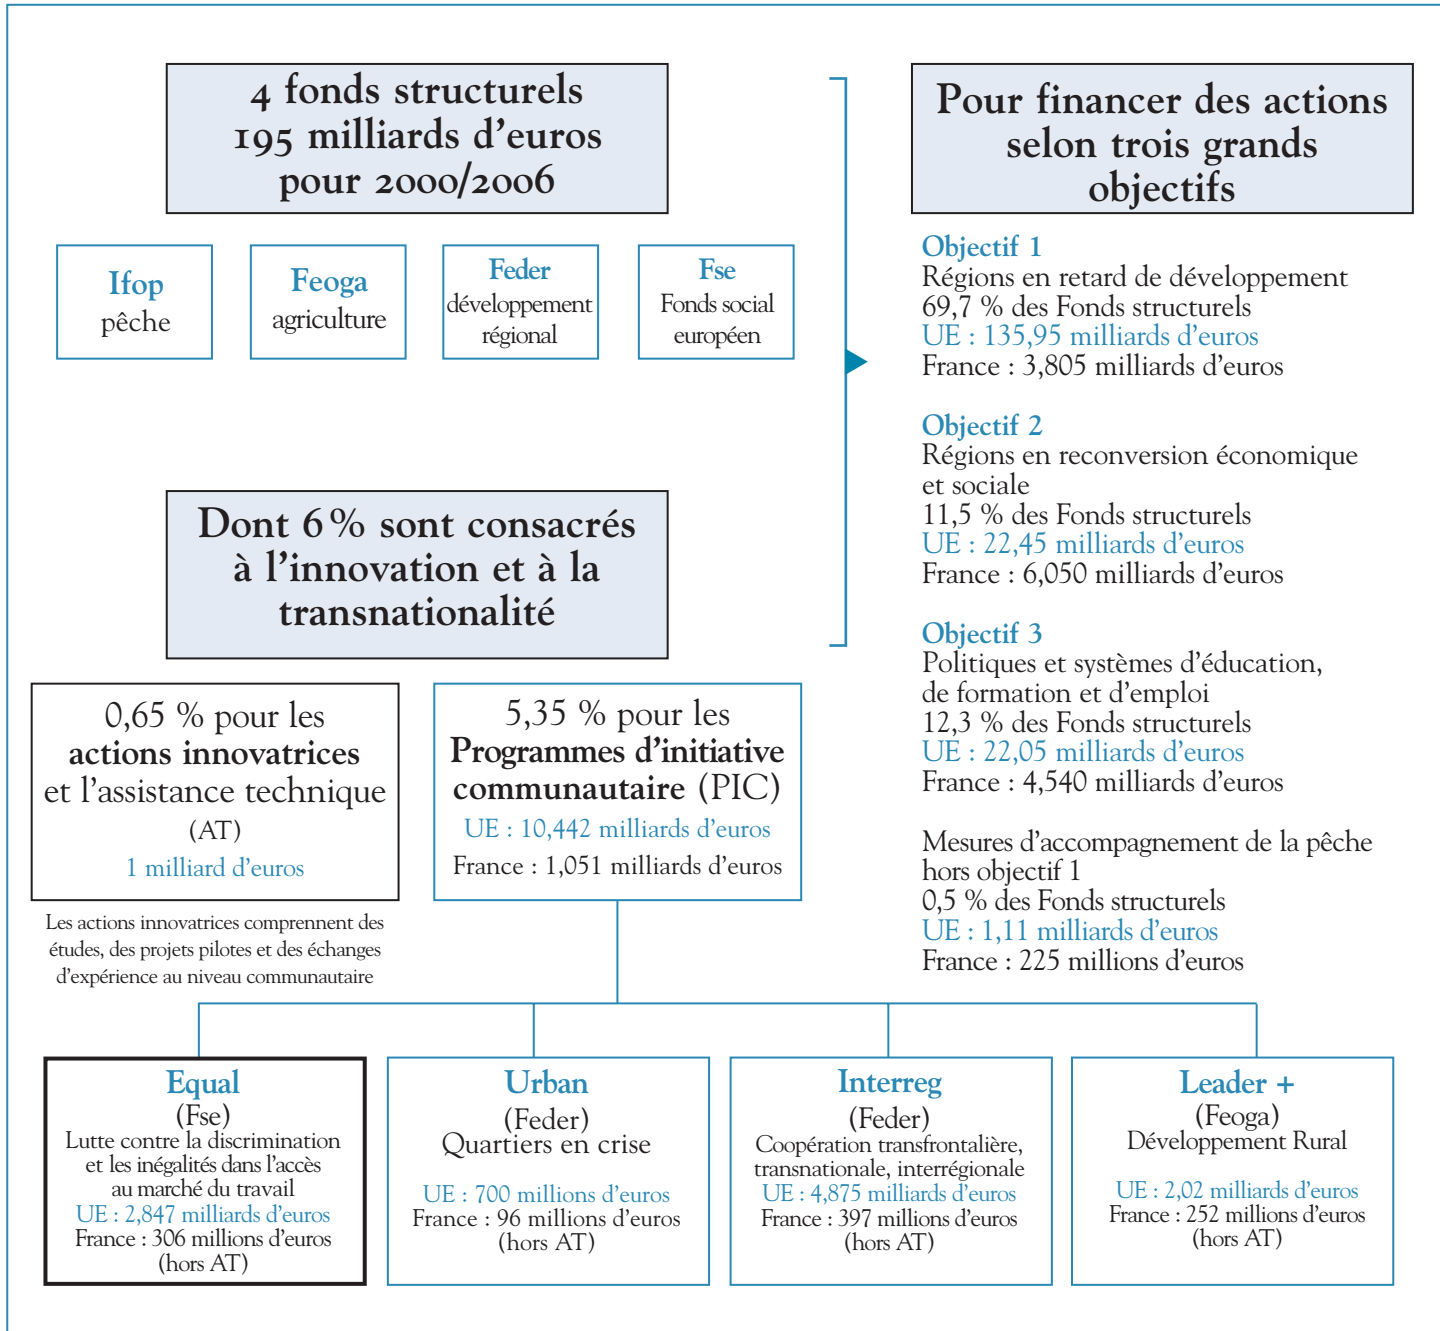 4 fonds structurels
195 milliards d'euros
pour 2000/2006
Ifop
pêche
Feoga
agriculture
Feder
développement
régional
Fse
Fonds social
européen
Dont 6 % sont consacrés
à l'innovation et à la
transnationalité
0,65 % pour les
actions innovatrices
et l'assistance technique
(AT)
1 milliard d'euros
Les actions innovatrices comprennent des
études, des projets pilotes et des échanges
d'expérience au niveau communautaire
5,35 % pour les
Programmes d'initiative
communautaire (PIC)
UE : 10,442 milliards d'euros
France : 1,051 milliards d'euros
Pour financer des actions
selon trois grands
objectifs
Objectif 1
Régions en retard de développement
69,7 % des Fonds structurels
UE : 135,95 milliards d'euros
France : 3,805 milliards d'euros
Objectif 2
Régions en reconversion économique
et sociale
11,5 % des Fonds structurels
UE : 22,45 milliards d'euros
France : 6,050 milliards d'euros
Objectif 3
Politiques et systèmes d'éducation,
de formation et d'emploi
12,3 % des Fonds structurels
UE : 22,05 milliards d'euros
France : 4,540 milliards d'euros
Mesures d'accompagnement de la pêche
hors objectif 1
0,5 % des Fonds structurels
UE : 1,11 milliards d'euros
France : 225 millions d'euros
Equal
(Fse)
Lutte contre la discrimination
et les inégalités dans l'accès
au marché du travail
UE : 2,847 milliards d'euros
France : 306 millions d'euros
(hors AT)
Urban
(Feder)
Quartiers en crise
UE : 700 millions d'euros
France : 96 millions d'euros
(hors AT)
Interreg
(Feder)
Coopération transfrontalière,
transnationale, interrégionale
UE : 4,875 milliards d'euros
France : 397 millions d'euros
(hors AT)
Leader +
(Feoga)
Développement Rural
UE : 2,02 milliards d'euros
France : 252 millions d'euros
(hors AT)